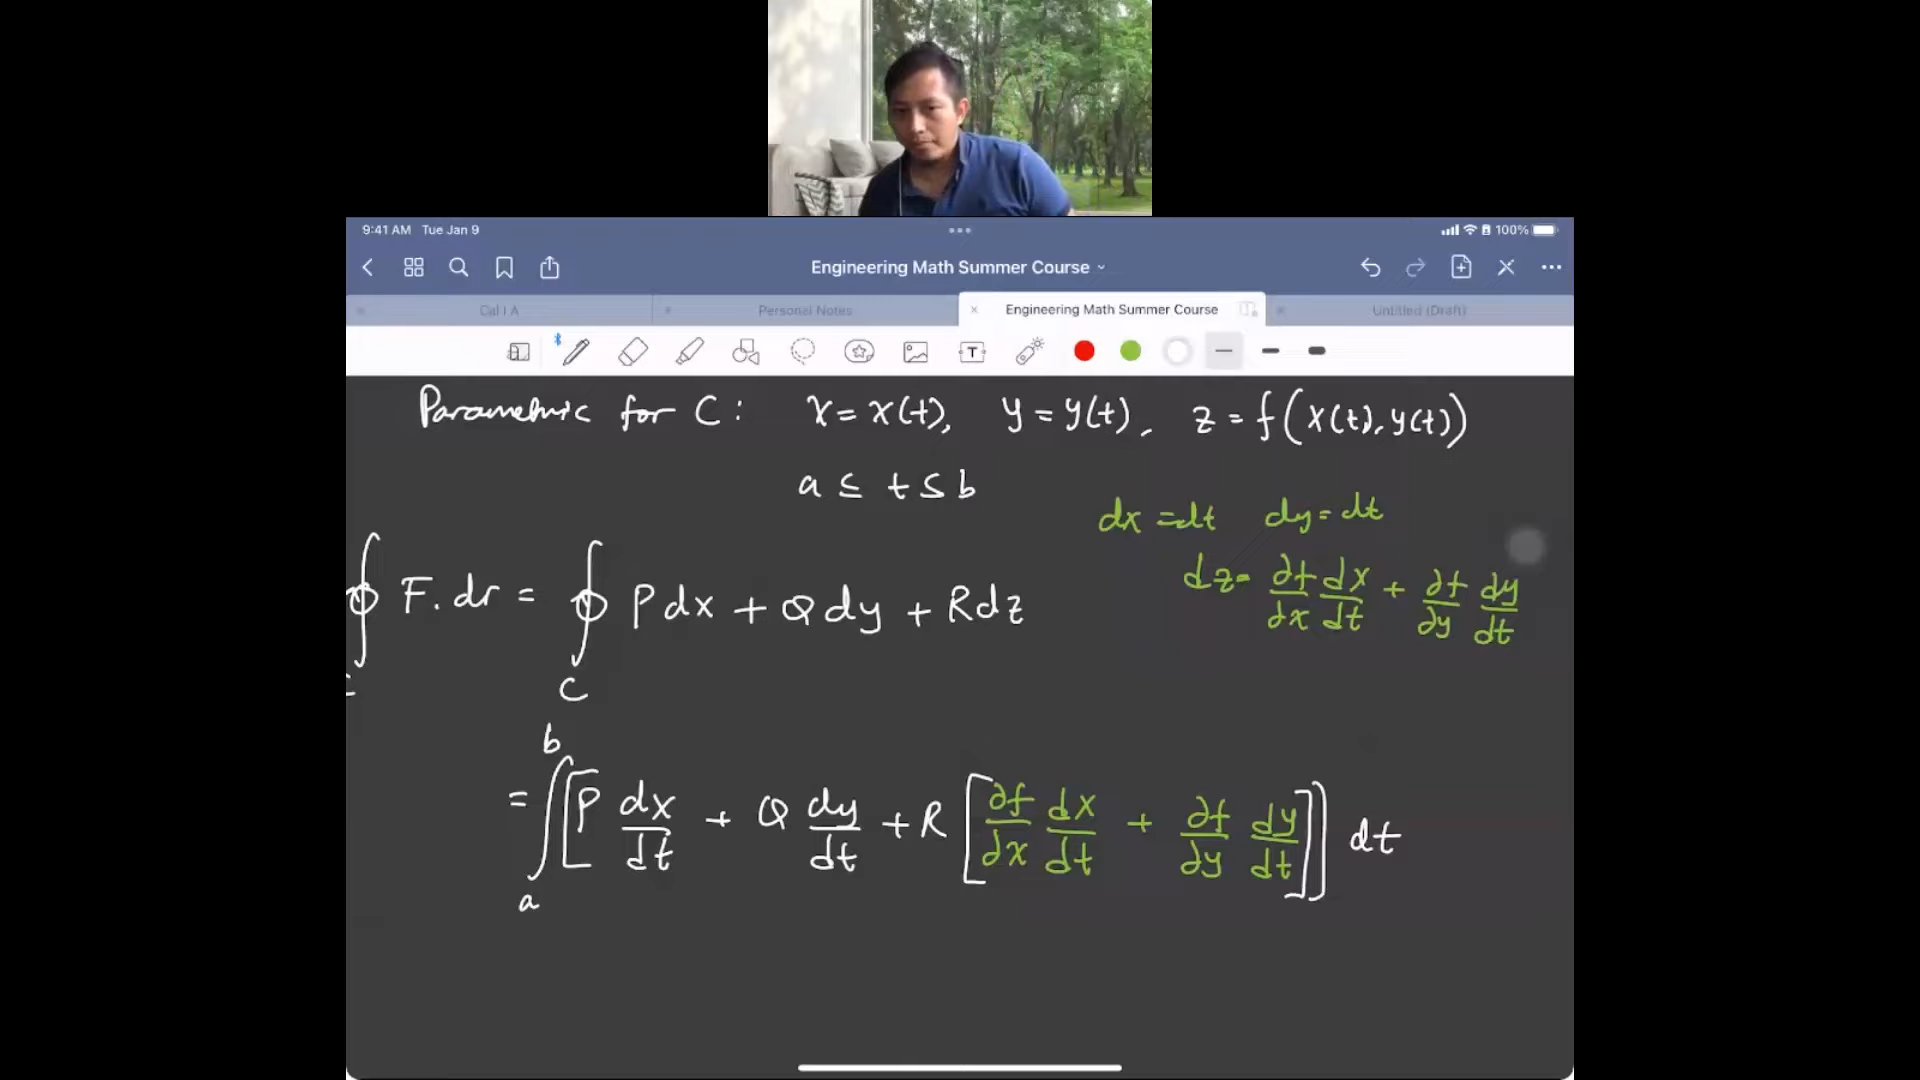 9:41 AM Tue Jan 9
100%
Engineering Math Summer Course
Cal I A
Personal Notes
Engineering Math Summer Course
Untitled (Draft)
T
Parametric for C : x = x(t), y = y(t), z = f(x(t), y(t))
a ≤ t ≤ b
dx = dt dy = dt
dz = ∂f/∂x dx/dt + ∂f/∂y dy/dt
∮_C F. dr = ∮_C P dx + Q dy + R dz
= ∫_a^b [P dx/dt + Q dy/dt + R [∂f/∂x dx/dt + ∂f/∂y dy/dt]] dt